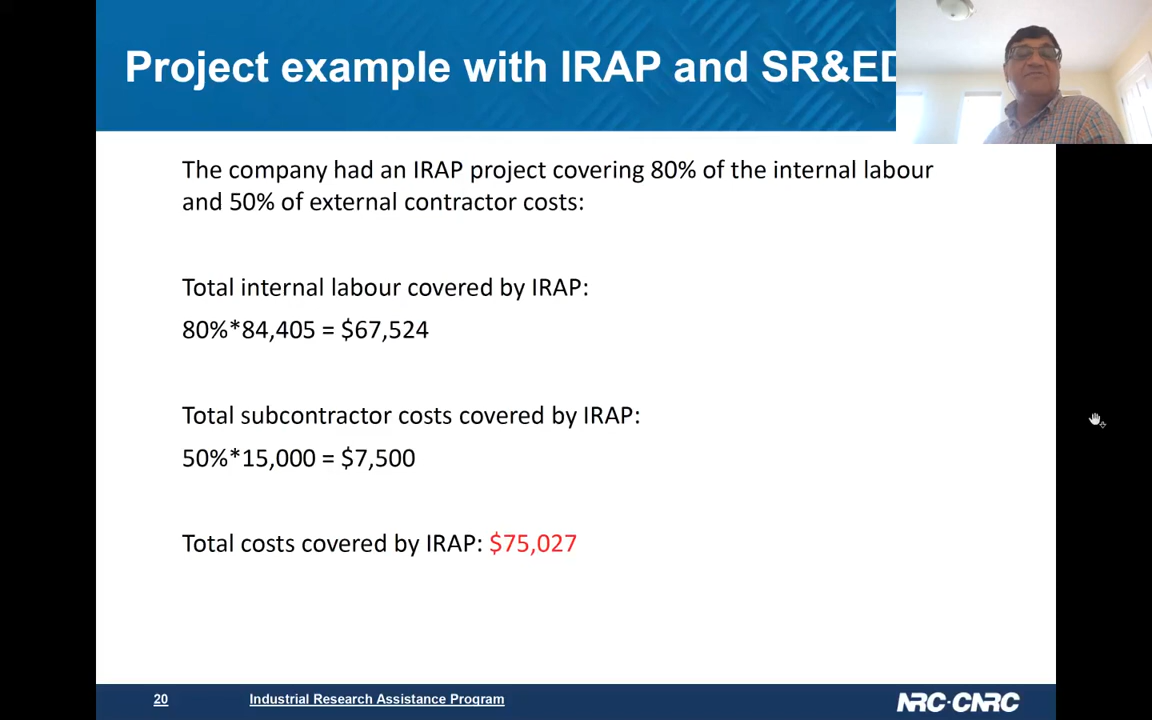 Project example with IRAP and SR&ED
The company had an IRAP project covering 80% of the internal labour
and 50% of external contractor costs:
Total internal labour covered by IRAP:
80%*84,405 = $67,524
Total subcontractor costs covered by IRAP:
50%*15,000 = $7,500
Total costs covered by IRAP: $75,027
20
Industrial Research Assistance Program
NRC·CNRC